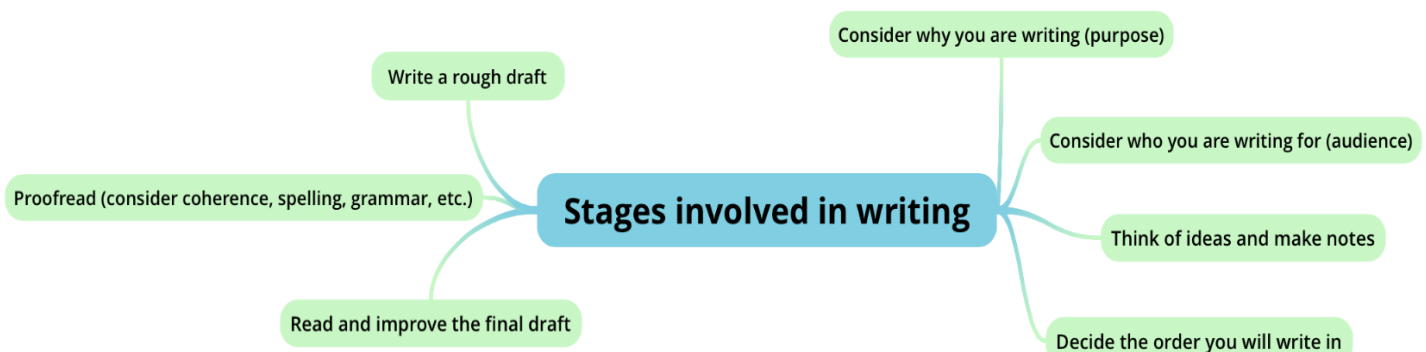 Consider why you are writing (purpose)
Write a rough draft
Consider who you are writing for (audience)
Proofread (consider coherence, spelling, grammar, etc.)
Stages involved in writing
Think of ideas and make notes
Read and improve the final draft
Decide the order you will write in